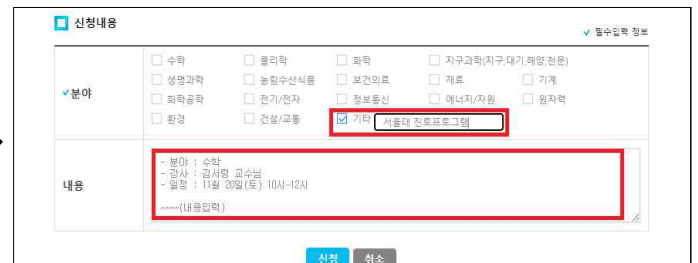 신청내용
✓ 필수입력 정보
✓분야
수학 물리학 화학 지구과학(지구,대기,해양,천문)
생명과학 농림수산식품 보건의료 재료 기계
화학공학 전기/전자 정보통신 에너지/자원 원자력
환경 건설/교통 기타 서울대 진로프로그램
내용
- 분야 : 수학
- 강사 : 김서령 교수님
- 일정 : 11월 20일(토) 10시-12시
~~~(내용입력)
신청 취소